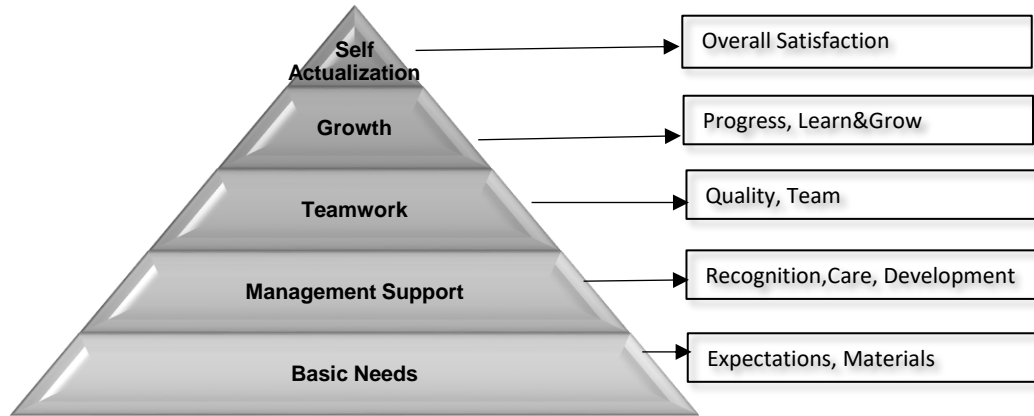 Self
Actualization
Overall Satisfaction
Growth
Progress, Learn&Grow
Teamwork
Quality, Team
Management Support
Recognition,Care, Development
Basic Needs
Expectations, Materials